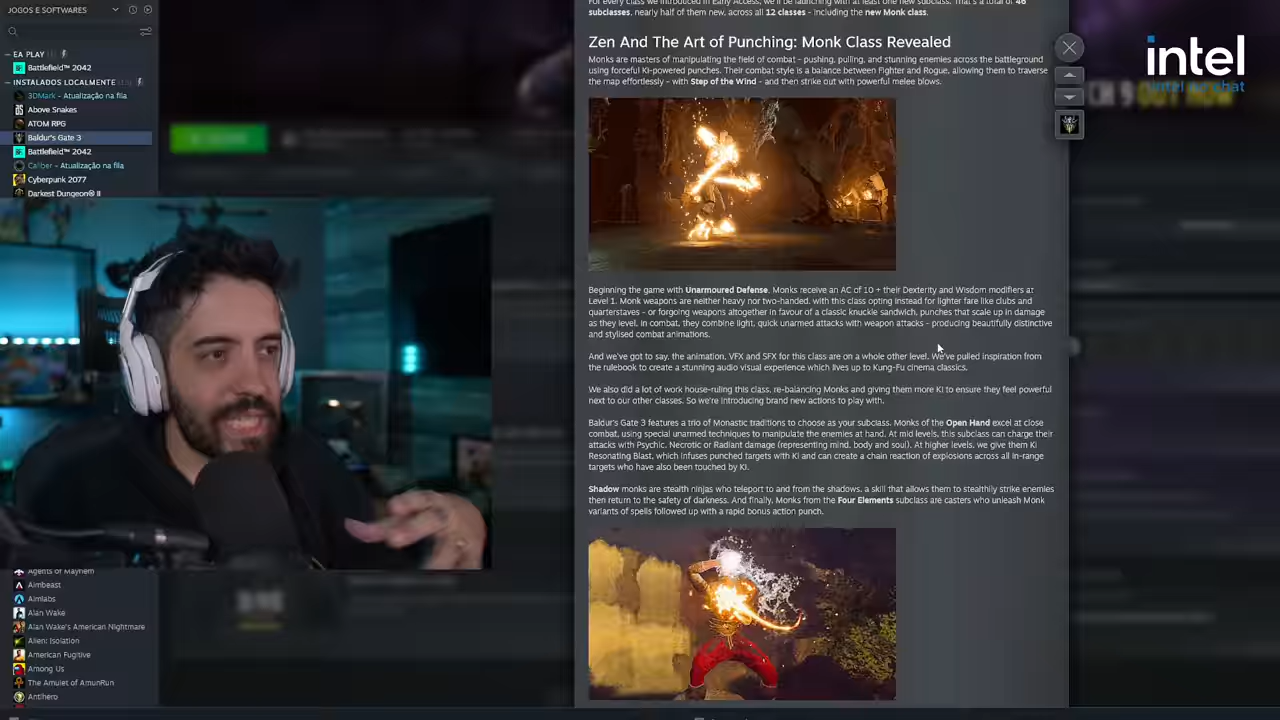 JOGOS E SOFTWARES
EA PLAY
Battlefield™ 2042
INSTALADOS LOCALMENTE
3DMark - Atualização na fila
Above Snakes
ATOM RPG
Baldur's Gate 3
Battlefield™ 2042
Caliber - Atualização na fila
Cyberpunk 2077
Darkest Dungeon® II
Agents of Mayhem
Aimbeast
Aimlabs
Alan Wake
Alan Wake's American Nightmare
Alien: Isolation
American Fugitive
Among Us
The Amulet of AmunRun
Antihero
For every class we introduced in Early Access, we'll be launching with at least one new subclass. That's a total of 46
subclasses, nearly half of them new, across all 12 classes - including the new Monk class.
Zen And The Art of Punching: Monk Class Revealed
Monks are masters of manipulating the field of combat - pushing, pulling, and stunning enemies across the battleground
using forceful Ki-powered punches. Their combat style is a balance between Fighter and Rogue, allowing them to traverse
the map effortlessly - with Step of the Wind - and then strike out with powerful melee blows.
Beginning the game with Unarmoured Defense, Monks receive an AC of 10 + their Dexterity and Wisdom modifiers at
Level 1. Monk weapons are neither heavy nor two-handed, with this class opting instead for lighter fare like clubs and
quarterstaves - or forgoing weapons altogether in favour of a classic knuckle sandwich, punches that scale up in damage
as they level. In combat, they combine light, quick unarmed attacks with weapon attacks - producing beautifully distinctive
and stylised combat animations.
And we've got to say, the animation, VFX and SFX for this class are on a whole other level. We've pulled inspiration from
the rulebook to create a stunning audio visual experience which lives up to Kung-Fu cinema classics.
We also did a lot of work house-ruling this class, re-balancing Monks and giving them more KI to ensure they feel powerful
next to our other classes. So we're introducing brand new actions to play with.
Baldur's Gate 3 features a trio of Monastic traditions to choose as your subclass. Monks of the Open Hand excel at close
combat, using special unarmed techniques to manipulate the enemies at hand. At mid levels, this subclass can charge their
attacks with Psychic, Necrotic or Radiant damage (representing mind, body and soul). At higher levels, we give them Ki
Resonating Blast, which infuses punched targets with KI and can create a chain reaction of explosions across all in-range
targets who have also been touched by KI.
Shadow monks are stealth ninjas who teleport to and from the shadows, a skill that allows them to stealthily strike enemies
then return to the safety of darkness. And finally, Monks from the Four Elements subclass are casters who unleash Monk
variants of spells followed up with a rapid bonus action punch.
intel
intel no chat
CH 9 OUT NOW